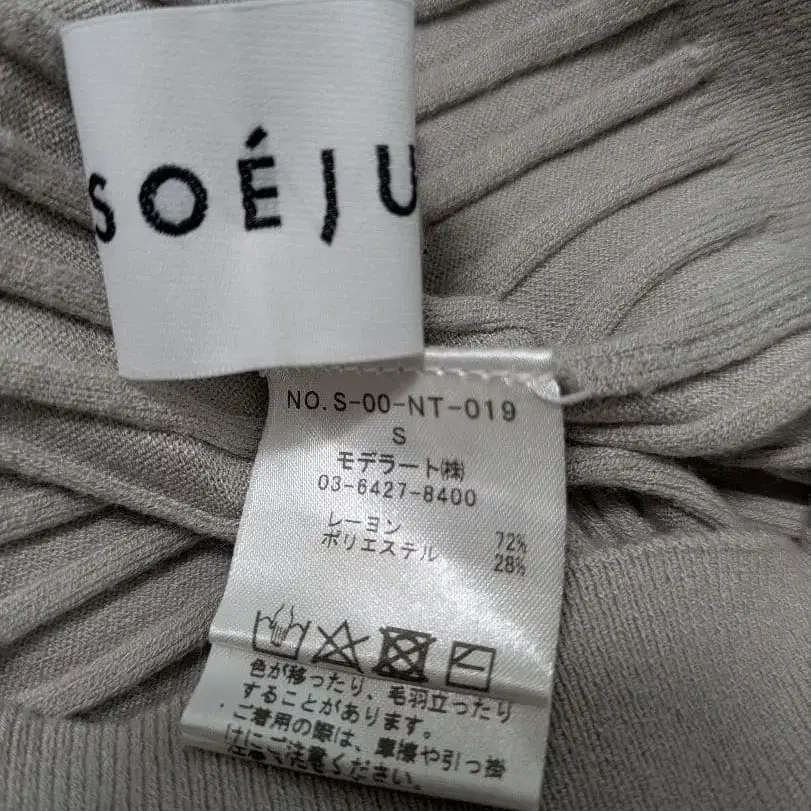 SOÉJU
NO.S-00-NT-019
S
モデラート㈱
03-6427-8400
レーヨン 72%
ポリエステル 28%
色が移ったり、毛羽立ったり
することがあります。
ご着用の際は、摩擦や引っ掛
けにご注意ください。